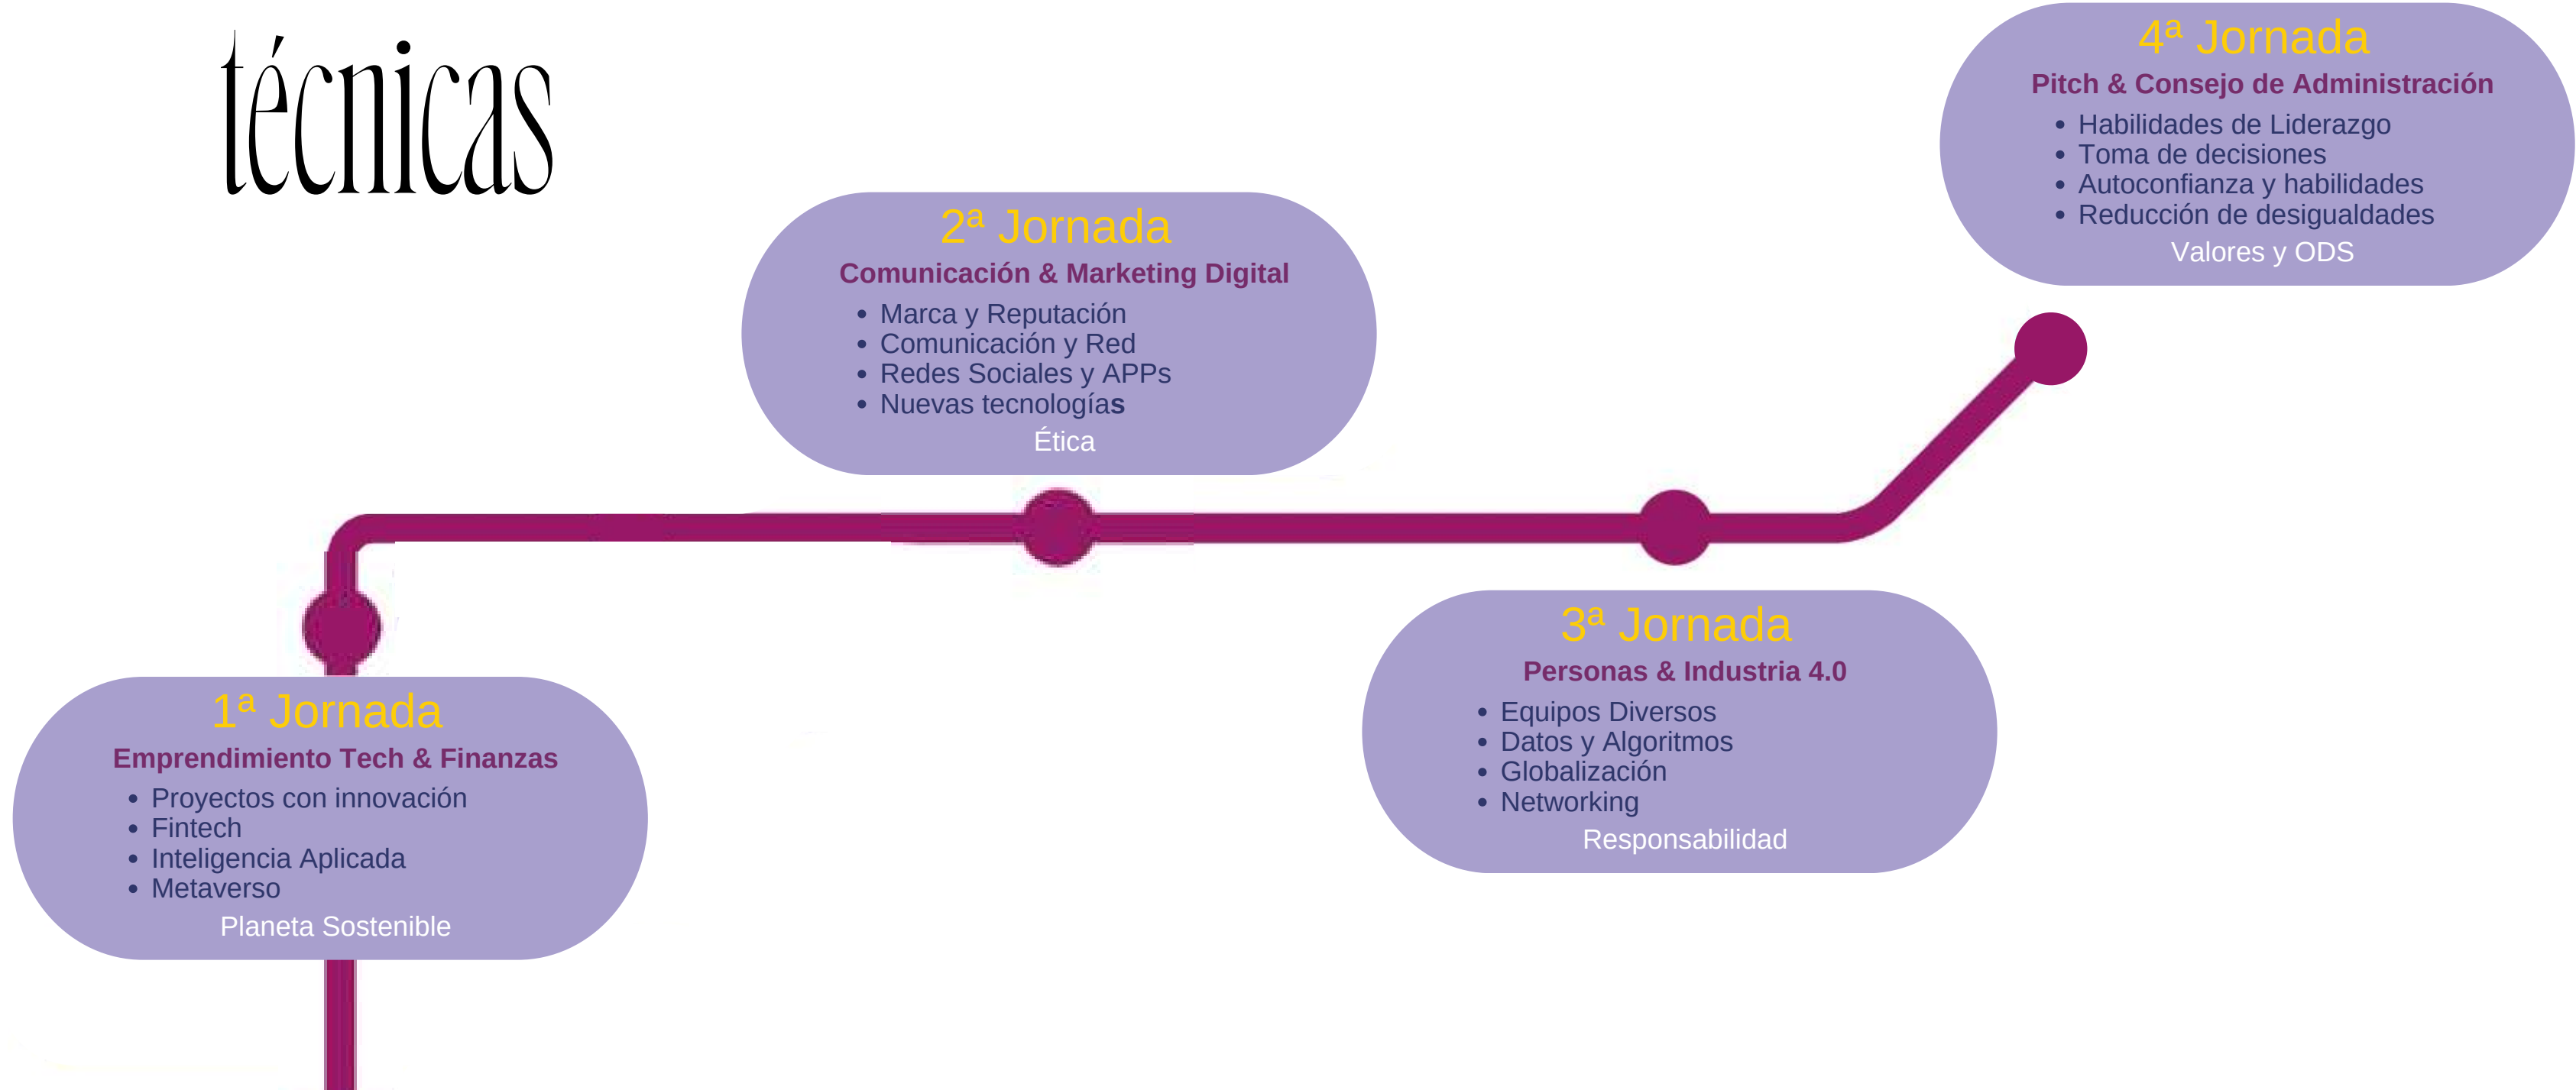 técnicas
1ª Jornada
Emprendimiento Tech & Finanzas
• Proyectos con innovación
• Fintech
• Inteligencia Aplicada
• Metaverso
Planeta Sostenible
2ª Jornada
Comunicación & Marketing Digital
• Marca y Reputación
• Comunicación y Red
• Redes Sociales y APPs
• Nuevas tecnologías
Ética
3ª Jornada
Personas & Industria 4.0
• Equipos Diversos
• Datos y Algoritmos
• Globalización
• Networking
Responsabilidad
4ª Jornada
Pitch & Consejo de Administración
• Habilidades de Liderazgo
• Toma de decisiones
• Autoconfianza y habilidades
• Reducción de desigualdades
Valores y ODS